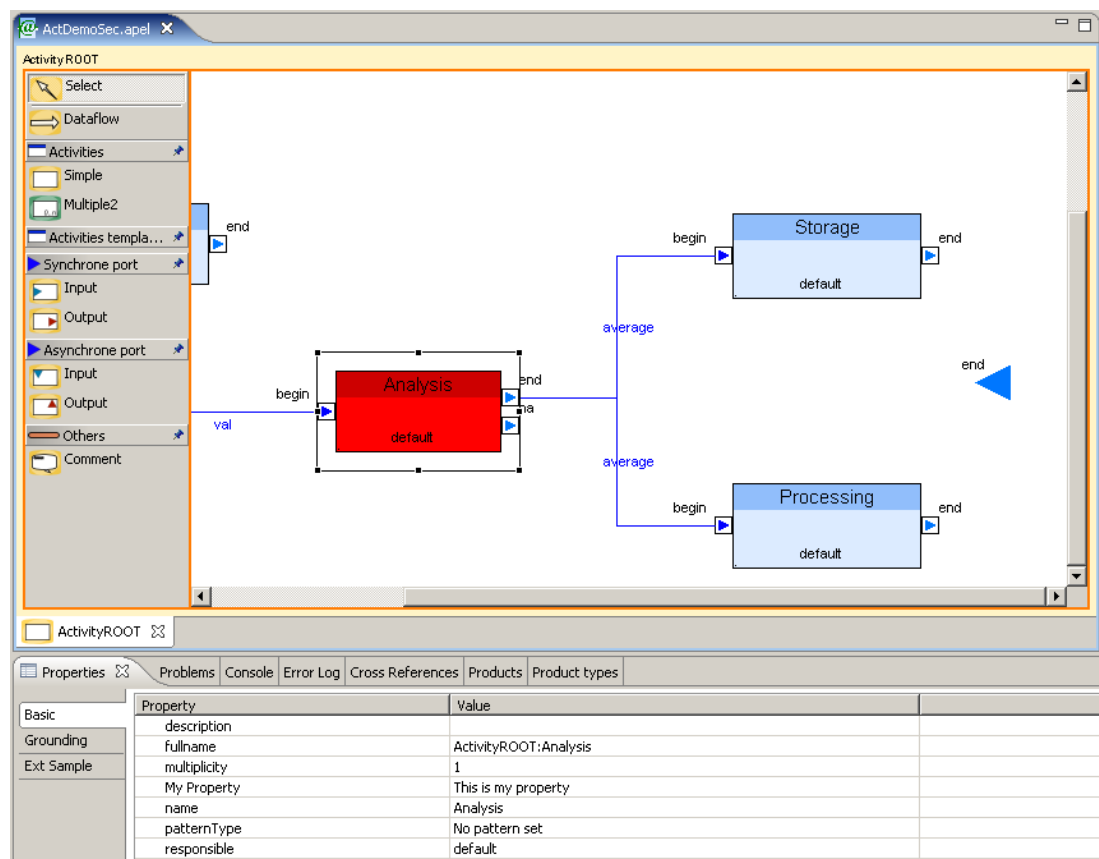 ActDemoSec.apel
ActivityROOT
Select
Dataflow
Activities
Simple
Multiple2
Activities templa...
Synchrone port
Input
Output
Asynchrone port
Input
Output
Others
Comment
end
val
begin
Analysis
default
end
na
average
average
begin
Storage
default
end
end
begin
Processing
default
end
ActivityROOT
Properties Problems Console Error Log Cross References Products Product types
Basic
Grounding
Ext Sample
Property Value
description
fullname ActivityROOT:Analysis
multiplicity 1
My Property This is my property
name Analysis
patternType No pattern set
responsible default